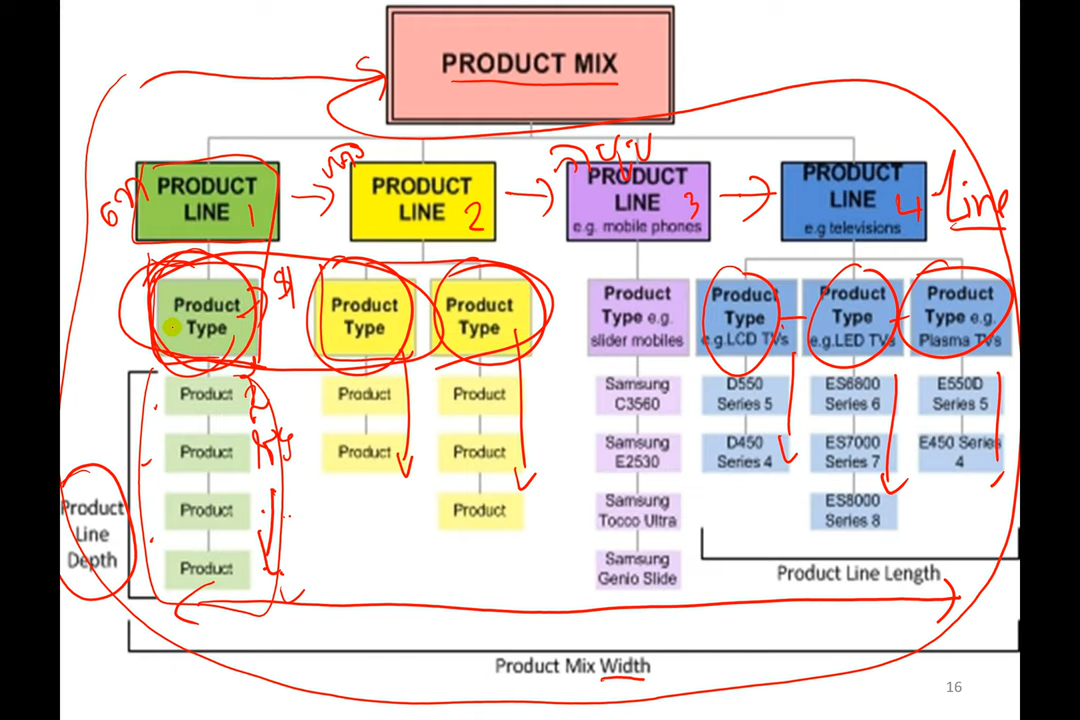 PRODUCT MIX
PRODUCT
LINE 1
PRODUCT
LINE 2
PRODUCT
LINE 3
e.g. mobile phones
PRODUCT
LINE 4
e.g televisions
Line
Product
Type
Product
Type
Product
Type
Product
Type e.g.
slider mobiles
Product
Type
e.g.LCD TVs
Product
Type
e.g.LED TVs
Product
Type e.g.
Plasma TVs
Product
Product
Product
Product
Product
Product
Product
Product
Product
Samsung
C3560
Samsung
E2530
Samsung
Tocco Ultra
Samsung
Genio Slide
D550
Series 5
D450
Series 4
ES6800
Series 6
ES7000
Series 7
ES8000
Series 8
E550D
Series 5
E450 Series
4
Product
Line
Depth
Product Line Length
Product Mix Width
16